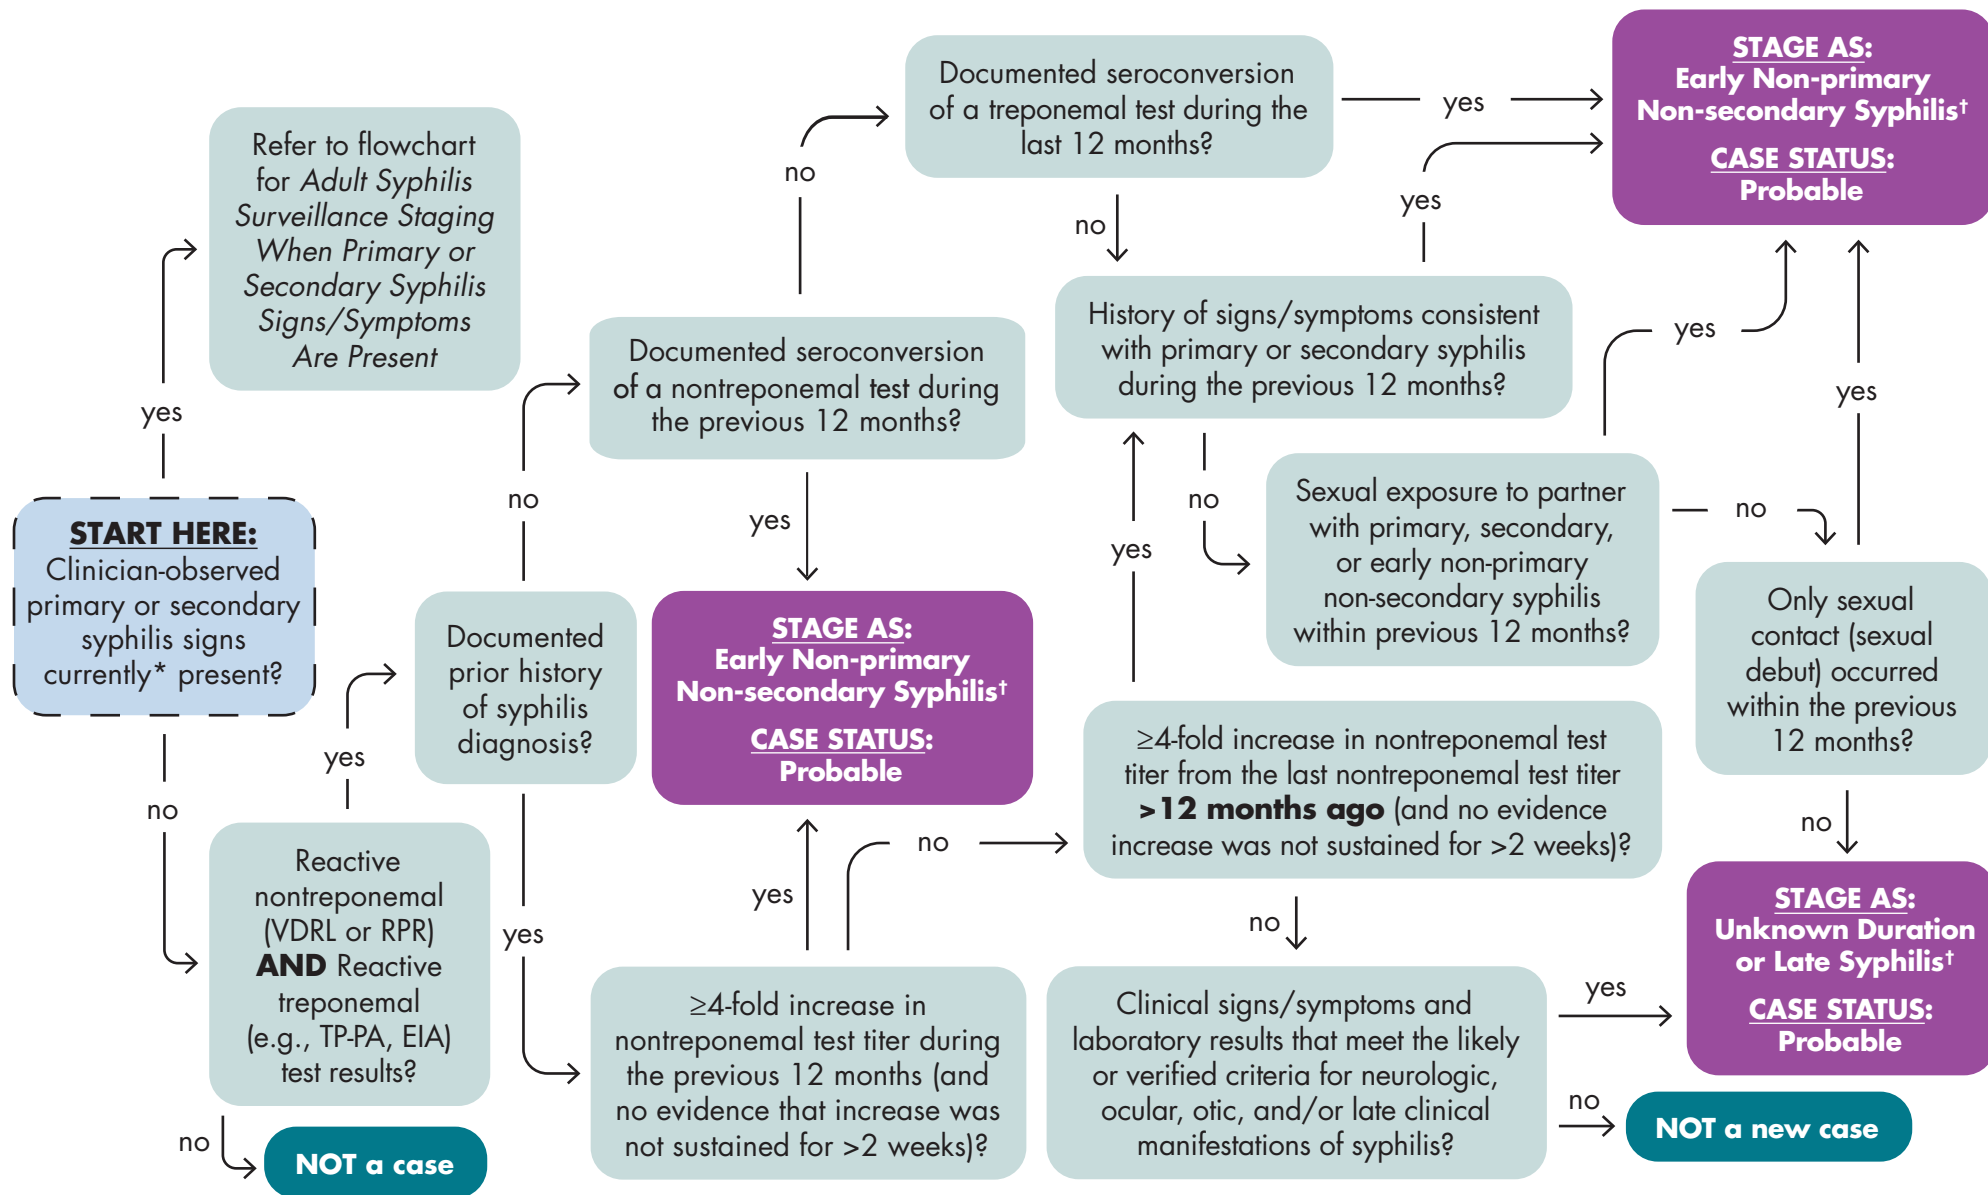 START HERE:
Clinician-observed
primary or secondary
syphilis signs
currently* present?
yes
Refer to flowchart
for Adult Syphilis
Surveillance Staging
When Primary or
Secondary Syphilis
Signs/Symptoms
Are Present
no
Reactive
nontreponemal
(VDRL or RPR)
AND Reactive
treponemal
(e.g., TP-PA, EIA)
test results?
no
NOT a case
yes
Documented
prior history
of syphilis
diagnosis?
no
Documented seroconversion
of a nontreponemal test during
the previous 12 months?
yes
STAGE AS:
Early Non-primary
Non-secondary Syphilis†
CASE STATUS:
Probable
no
Documented seroconversion
of a treponemal test during the
last 12 months?
yes
STAGE AS:
Early Non-primary
Non-secondary Syphilis†
CASE STATUS:
Probable
no
History of signs/symptoms consistent
with primary or secondary syphilis
during the previous 12 months?
yes
no
Sexual exposure to partner
with primary, secondary,
or early non-primary
non-secondary syphilis
within previous 12 months?
yes
no
Only sexual
contact (sexual
debut) occurred
within the previous
12 months?
yes
no
STAGE AS:
Unknown Duration
or Late Syphilis†
CASE STATUS:
Probable
yes
≥4-fold increase in
nontreponemal test titer during
the previous 12 months (and
no evidence that increase was
not sustained for >2 weeks)?
yes
no
≥4-fold increase in nontreponemal test
titer from the last nontreponemal test titer
>12 months ago (and no evidence
increase was not sustained for >2 weeks)?
yes
no
Clinical signs/symptoms and
laboratory results that meet the likely
or verified criteria for neurologic,
ocular, otic, and/or late clinical
manifestations of syphilis?
yes
no
NOT a new case